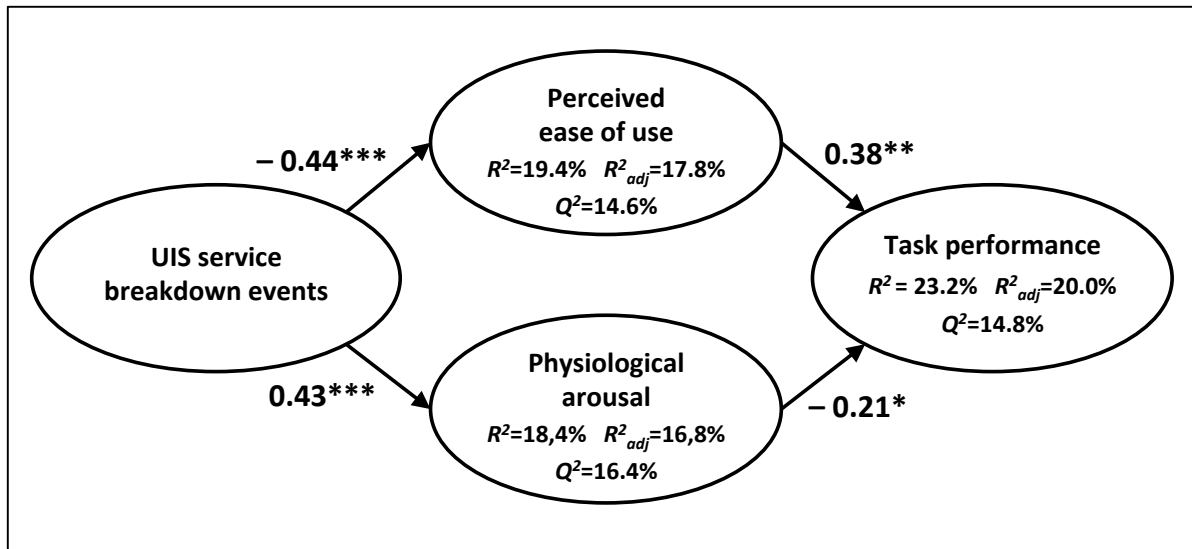 Perceived
ease of use
R²=19.4% R²adj=17.8%
Q²=14.6%
– 0.44***
0.38**
UIS service
breakdown events
Task performance
R² = 23.2% R²adj=20.0%
Q²=14.8%
0.43***
Physiological
arousal
R²=18,4% R²adj=16,8%
Q²=16.4%
– 0.21*